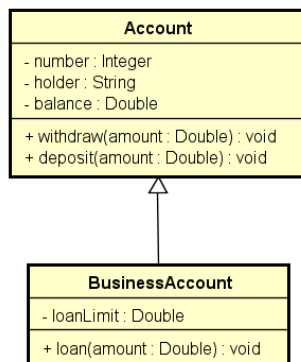 Account
- number : Integer
- holder : String
- balance : Double
+ withdraw(amount : Double) : void
+ deposit(amount : Double) : void
BusinessAccount
- loanLimit : Double
+ loan(amount : Double) : void